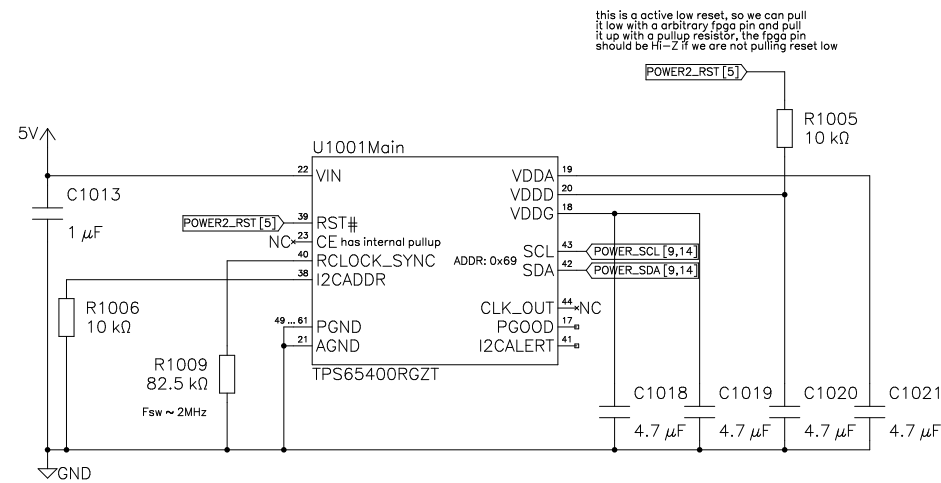 this is a active low reset, so we can pull
it low with a arbitrary fpga pin and pull
it up with a pullup resistor, the fpga pin
should be Hi-Z if we are not pulling reset low
POWER2_RST [5]
R1005
10 kΩ
5V
U1001Main
C1013
1 μF
22
VIN
POWER2_RST [5]
39
RST#
NC
23
CE has internal pullup
40
RCLOCK_SYNC
38
I2CADDR
49...61
PGND
21
AGND
ADDR: 0x69
VDDA
19
VDDD
20
VDDG
18
SCL
43
POWER_SCL [9,14]
SDA
42
POWER_SDA [9,14]
CLK_OUT
44
NC
PGOOD
17
I2CALERT
41
TPS65400RGZT
R1006
10 kΩ
R1009
82.5 kΩ
Fsw ~ 2MHz
C1018
4.7 μF
C1019
4.7 μF
C1020
4.7 μF
C1021
4.7 μF
GND